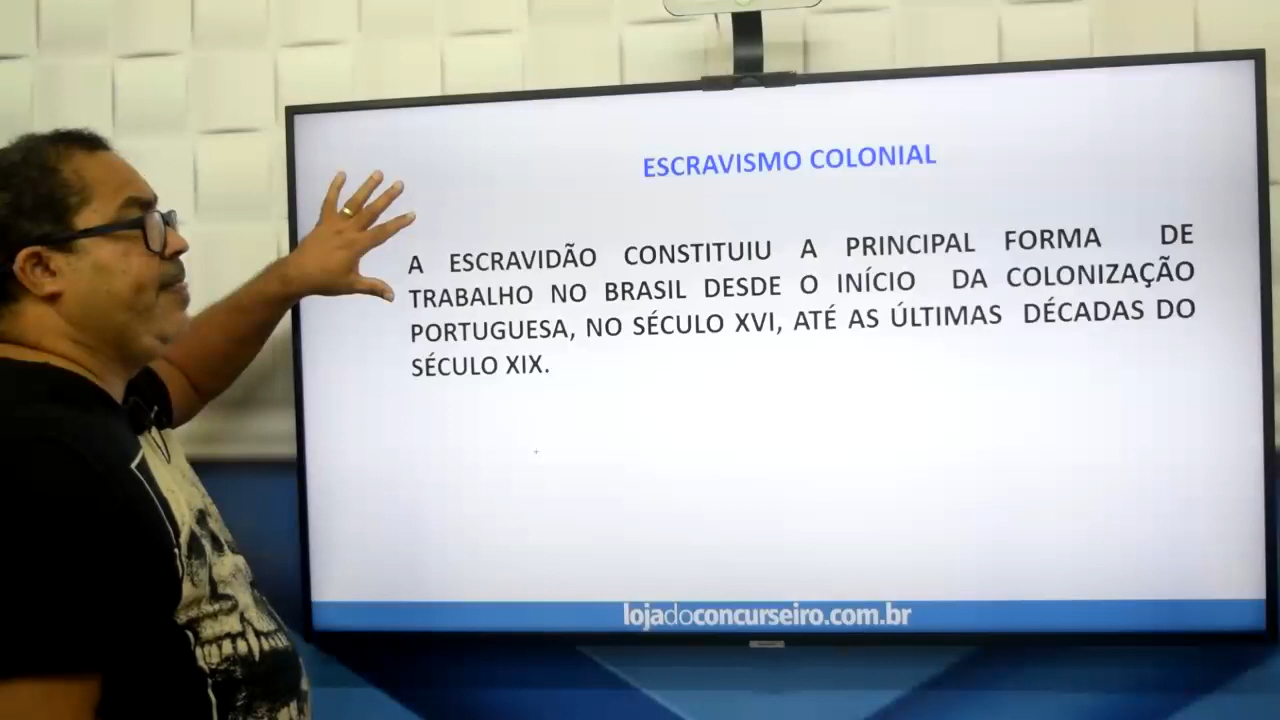 ESCRAVISMO COLONIAL
A ESCRAVIDÃO CONSTITUIU A PRINCIPAL FORMA DE
TRABALHO NO BRASIL DESDE O INÍCIO DA COLONIZAÇÃO
PORTUGUESA, NO SÉCULO XVI, ATÉ AS ÚLTIMAS DÉCADAS DO
SÉCULO XIX.
lojadoconcurseiro.com.br